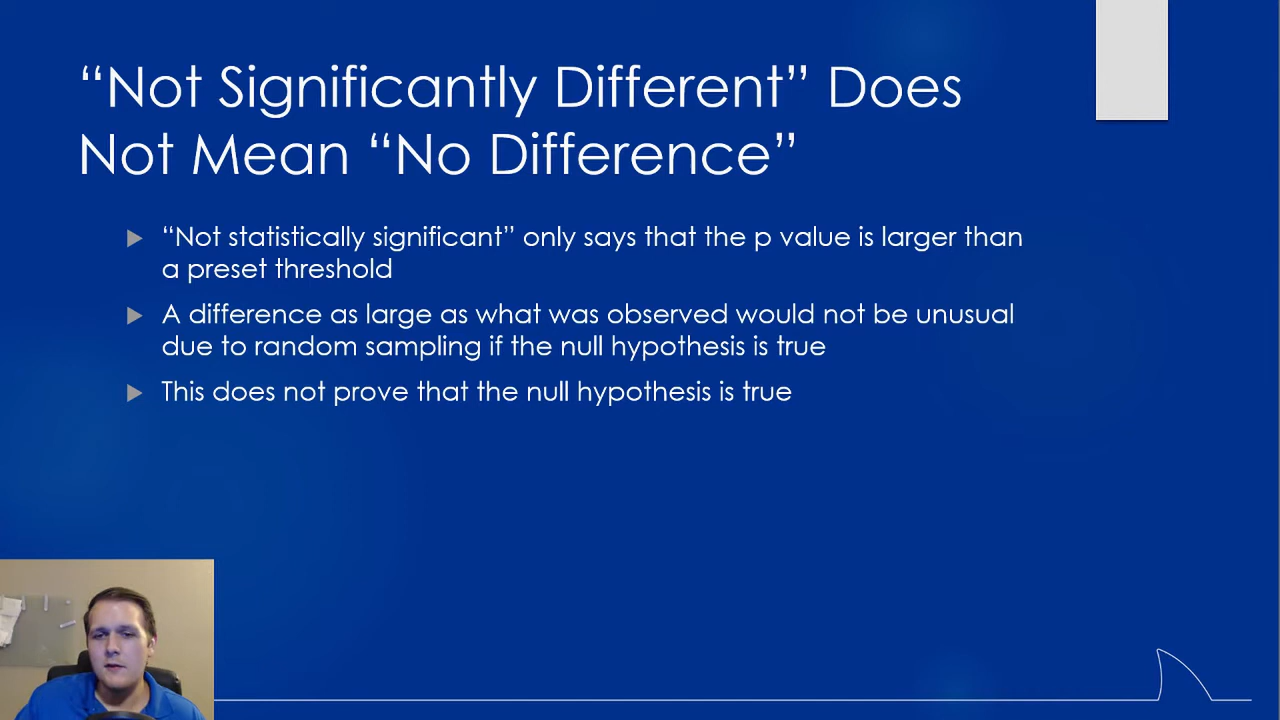 “Not Significantly Different” Does
Not Mean “No Difference”
“Not statistically significant” only says that the p value is larger than
a preset threshold
A difference as large as what was observed would not be unusual
due to random sampling if the null hypothesis is true
This does not prove that the null hypothesis is true